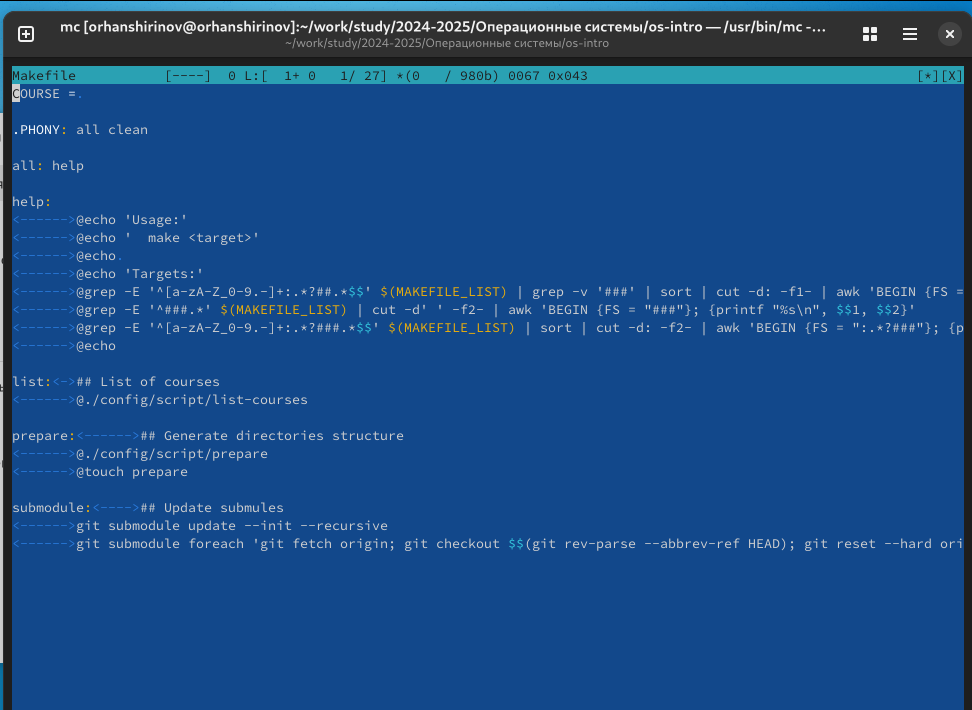 mc [orhanshirinov@orhanshirinov]:~/work/study/2024-2025/Операционные системы/os-intro — /usr/bin/mc -...
~/work/study/2024-2025/Операционные системы/os-intro
Makefile [----] 0 L:[ 1+ 0 1/ 27] *(0 / 980b) 0067 0x043 [*][X]
COURSE =.
.PHONY: all clean
all: help
help:
<------>@echo 'Usage:'
<------>@echo '  make <target>'
<------>@echo.
<------>@echo 'Targets:'
<------>@grep -E '^[a-zA-Z_0-9.-]+:.*?##.*$$' $(MAKEFILE_LIST) | grep -v '###' | sort | cut -d: -f1- | awk 'BEGIN {FS =
<------>@grep -E '^###.*' $(MAKEFILE_LIST) | cut -d' ' -f2- | awk 'BEGIN {FS = "###"}; {printf "%s\n", $$1, $$2}'
<------>@grep -E '^[a-zA-Z_0-9.-]+:.*?###.*$$' $(MAKEFILE_LIST) | sort | cut -d: -f2- | awk 'BEGIN {FS = ":.*?###"}; {p
<------>@echo
list:<->## List of courses
<------>@./config/script/list-courses
prepare:<------>## Generate directories structure
<------>@./config/script/prepare
<------>@touch prepare
submodule:<---->## Update submules
<------>git submodule update --init --recursive
<------>git submodule foreach 'git fetch origin; git checkout $$(git rev-parse --abbrev-ref HEAD); git reset --hard ori